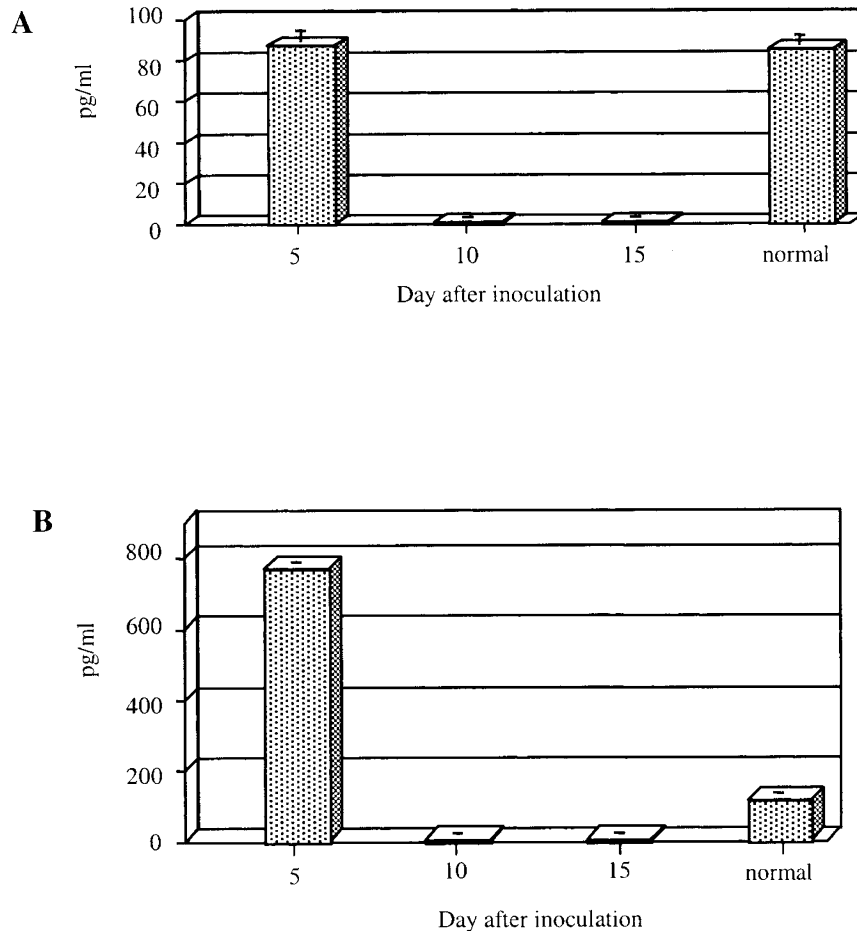 A
pg/ml
100
80
60
40
20
0
5 10 15 normal
Day after inoculation
B
pg/ml
800
600
400
200
0
5 10 15 normal
Day after inoculation